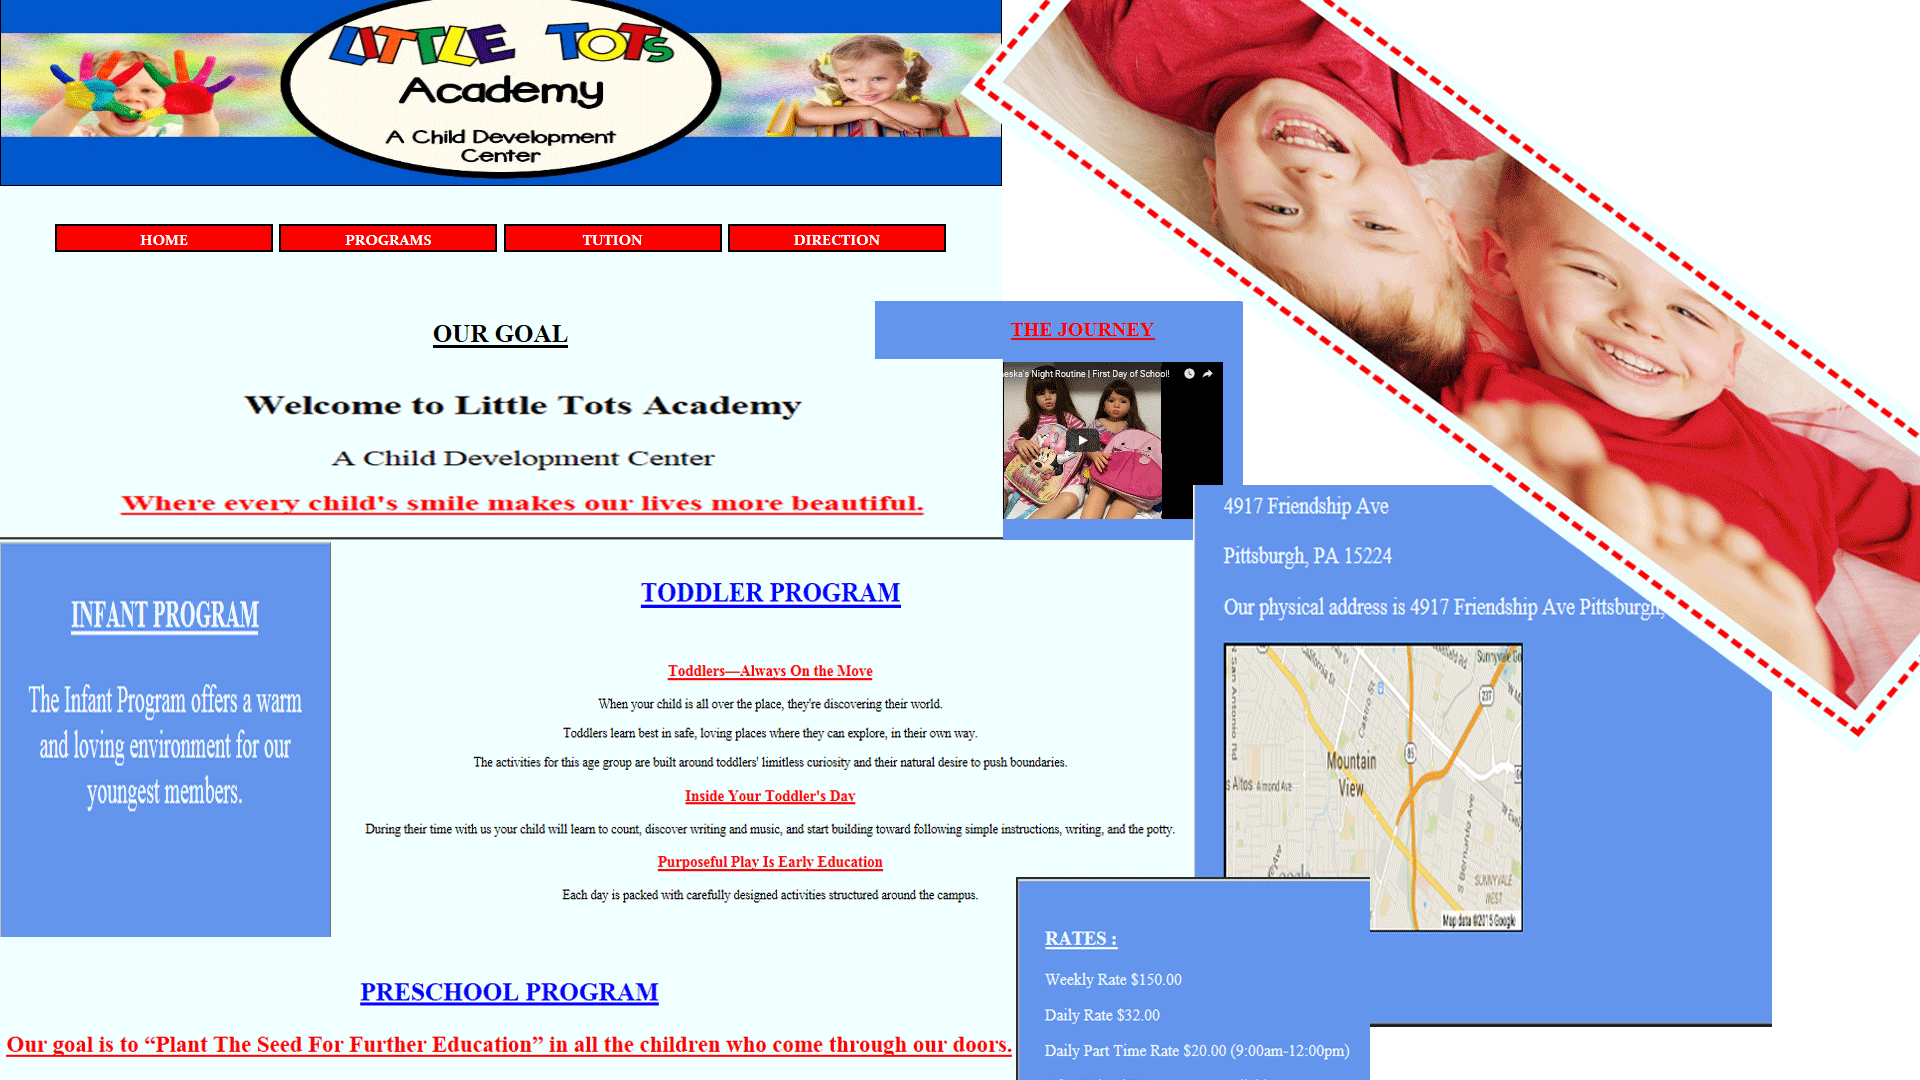 LITTLE TOTS
Academy
A Child Development
Center
HOME
PROGRAMS
TUTION
DIRECTION
OUR GOAL
Welcome to Little Tots Academy
A Child Development Center
Where every child's smile makes our lives more beautiful.
THE JOURNEY
Night Routine | First Day of School!
4917 Friendship Ave
Pittsburgh, PA 15224
Our physical address is 4917 Friendship Ave Pittsburgh,
INFANT PROGRAM
The Infant Program offers a warm
and loving environment for our
youngest members.
TODDLER PROGRAM
Toddlers—Always On the Move
When your child is all over the place, they're discovering their world.
Toddlers learn best in safe, loving places where they can explore, in their own way.
The activities for this age group are built around toddlers' limitless curiosity and their natural desire to push boundaries.
Inside Your Toddler's Day
During their time with us your child will learn to count, discover writing and music, and start building toward following simple instructions, writing, and the potty.
Purposeful Play Is Early Education
Each day is packed with carefully designed activities structured around the campus.
N San Antonio Rd
California St
Castro St
Sunnyvale
237
85
Mountain
View
Altos
Almond Ave
S Bernardo Ave
W Evelyn
SUNNYVALE
WEST
Google
Map data ©2015 Google
PRESCHOOL PROGRAM
Our goal is to “Plant The Seed For Further Education” in all the children who come through our doors.
RATES :
Weekly Rate $150.00
Daily Rate $32.00
Daily Part Time Rate $20.00 (9:00am-12:00pm)